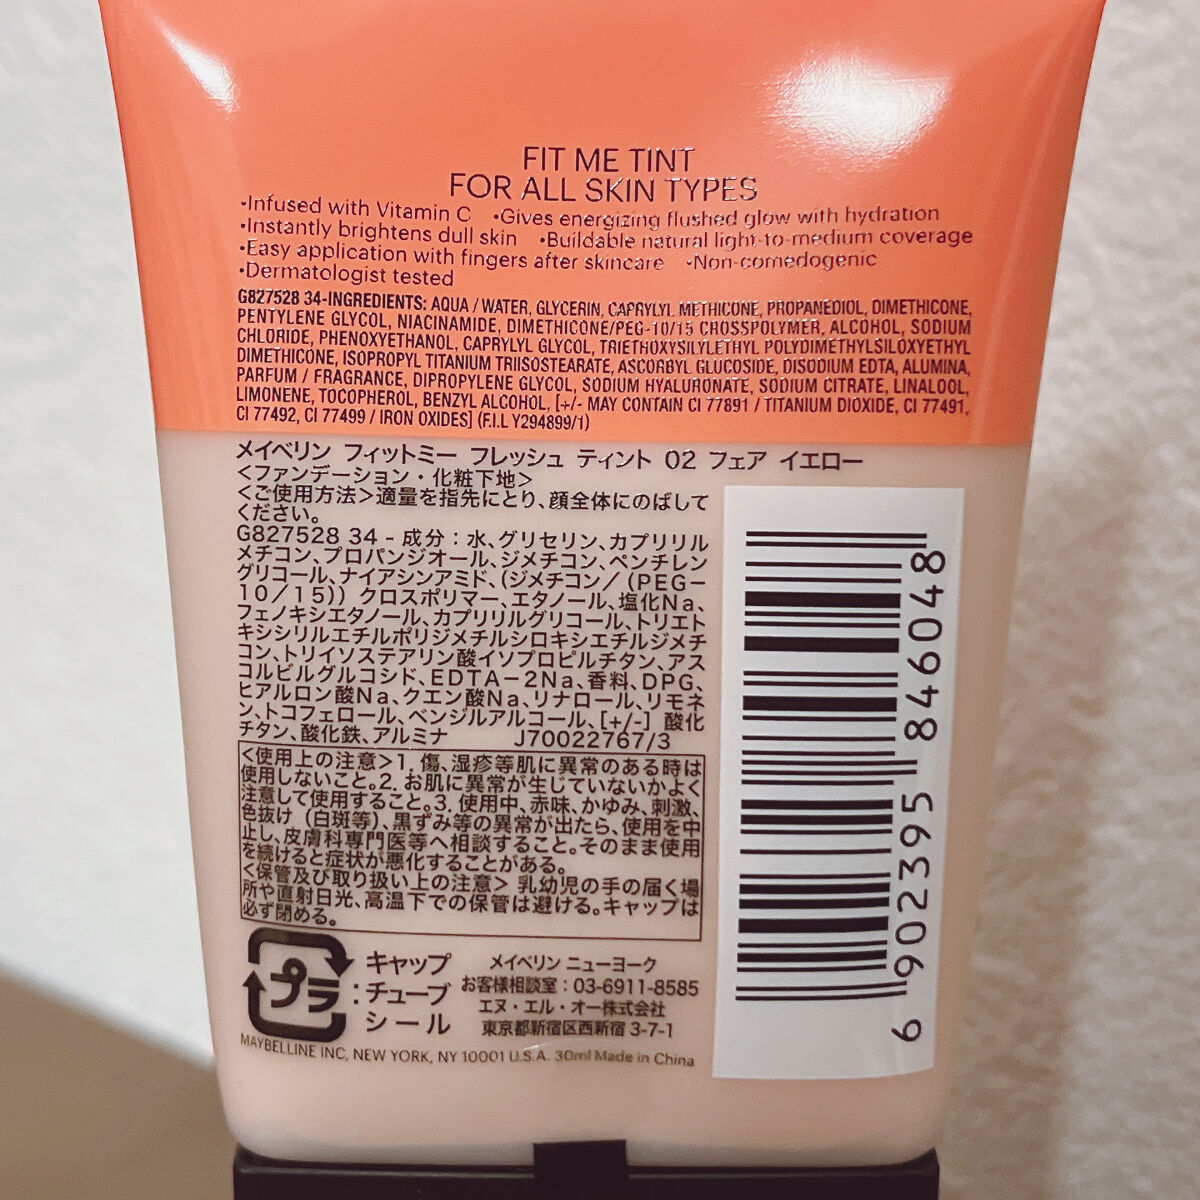 FIT ME TINT
FOR ALL SKIN TYPES
•Infused with Vitamin C •Gives energizing flushed glow with hydration
•Instantly brightens dull skin •Buildable natural light-to-medium coverage
•Easy application with fingers after skincare •Non-comedogenic
•Dermatologist tested
G827528 34-INGREDIENTS: AQUA / WATER, GLYCERIN, CAPRYLYL METHICONE, PROPANEDIOL, DIMETHICONE,
PENTYLENE GLYCOL, NIACINAMIDE, DIMETHICONE/PEG-10/15 CROSSPOLYMER, ALCOHOL, SODIUM
CHLORIDE, PHENOXYETHANOL, CAPRYLYL GLYCOL, TRIETHOXYSILYLETHYL POLYDIMETHYLSILOXYETHYL
DIMETHICONE, ISOPROPYL TITANIUM TRIISOSTEARATE, ASCORBYL GLUCOSIDE, DISODIUM EDTA, ALUMINA,
PARFUM / FRAGRANCE, DIPROPYLENE GLYCOL, SODIUM HYALURONATE, SODIUM CITRATE, LINALOOL,
LIMONENE, TOCOPHEROL, BENZYL ALCOHOL, [+/- MAY CONTAIN CI 77891 / TITANIUM DIOXIDE, CI 77491,
CI 77492, CI 77499 / IRON OXIDES] (F.I.L Y294899/1)
メイベリン フィットミー フレッシュ ティント 02 フェア イエロー
<ファンデーション・化粧下地>
<ご使用方法>適量を指先にとり、顔全体にのばして
ください。
G827528 34 - 成分：水、グリセリン、カプリリル
メチコン、プロパンジオール、ジメチコン、ペンチレン
グリコール、ナイアシンアミド、(ジメチコン／(PEG－
10／15)) クロスポリマー、エタノール、塩化Na、
フェノキシエタノール、カプリリルグリコール、トリエト
キシシリルエチルポリジメチルシロキシエチルジメチ
コン、トリイソステアリン酸イソプロピルチタン、アス
コルビルグルコシド、EDTA－2Na、香料、DPG、
ヒアルロン酸Na、クエン酸Na、リナロール、リモネ
ン、トコフェロール、ベンジルアルコール、[+/-] 酸化
チタン、酸化鉄、アルミナ J70022767/3
<使用上の注意>1. 傷、湿疹等肌に異常のある時は
使用しないこと。2. お肌に異常が生じていないかよく
注意して使用すること。3. 使用中、赤味、かゆみ、刺激、
色抜け（白斑等）、黒ずみ等の異常が出たら、使用を中
止し、皮膚科専門医等へ相談すること。そのまま使用
を続けると症状が悪化することがある。
<保管及び取り扱い上の注意> 乳幼児の手の届く場
所や直射日光、高温下での保管は避ける。キャップは
必ず閉める。
プラ
：キャップ
チューブ
シール
メイベリン ニューヨーク
お客様相談室：03-6911-8585
エヌ・エル・オー株式会社
東京都新宿区西新宿 3-7-1
MAYBELLINE INC, NEW YORK, NY 10001 U.S.A. 30ml Made in China
6 902395 846048